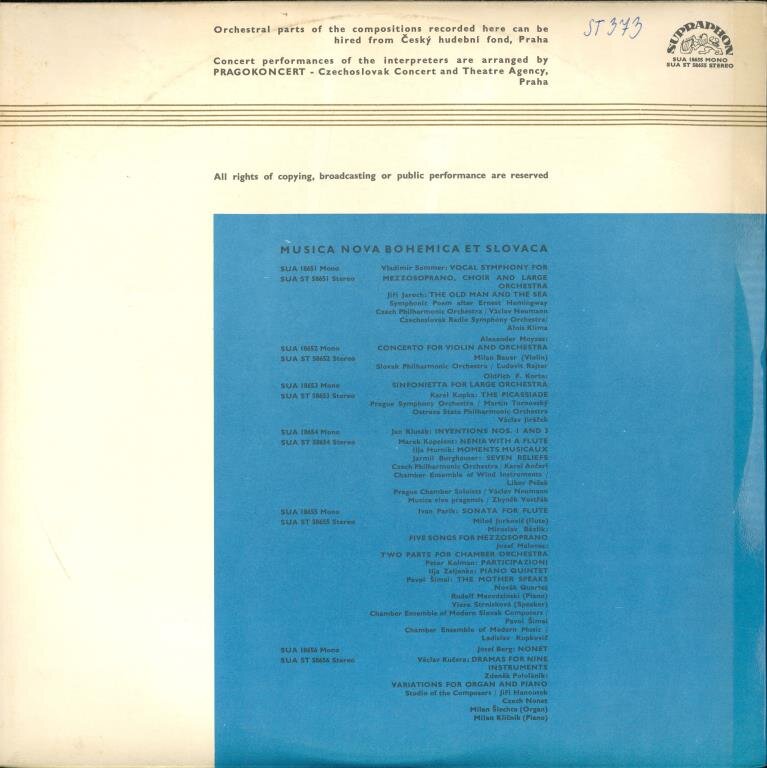 Orchestral parts of the compositions recorded here can be
hired from Český hudební fond, Praha
Concert performances of the interpreters are arranged by
PRAGOKONCERT - Czechoslovak Concert and Theatre Agency,
Praha
ST 373
SUPRAPHON
SUA 18655 MONO
SUA ST 58655 STEREO
All rights of copying, broadcasting or public performance are reserved
MUSICA NOVA BOHEMICA ET SLOVACA
SUA 18651 Mono Vladimír Sommer: VOCAL SYMPHONY FOR
SUA ST 58651 Stereo MEZZOSOPRANO, CHOIR AND LARGE
ORCHESTRA
Jiří Jaroch: THE OLD MAN AND THE SEA
Symphonic Poem after Ernest Hemingway
Czech Philharmonic Orchestra / Václav Neumann
Czechoslovak Radio Symphony Orchestra/
Alois Klíma
Alexander Moyzes:
SUA 18652 Mono CONCERTO FOR VIOLIN AND ORCHESTRA
SUA ST 58652 Stereo Milan Bauer (Violin)
Slovak Philharmonic Orchestra / Ľudovít Rajter
Oldřich F. Korte:
SUA 18653 Mono SINFONIETTA FOR LARGE ORCHESTRA
SUA ST 58653 Stereo Karel Kupka: THE PICASSIADE
Prague Symphony Orchestra / Martin Turnovský
Ostrava State Philharmonic Orchestra
Václav Jiráček
SUA 18654 Mono Jan Klusák: INVENTIONS NOS. 1 AND 3
SUA ST 58654 Stereo Marek Kopelent: NENIA WITH A FLUTE
Ilja Hurník: MOMENTS MUSICAUX
Jarmil Burghauser: SEVEN RELIEFS
Czech Philharmonic Orchestra / Karel Ančerl
Chamber Ensemble of Wind Instruments /
Libor Pešek
Prague Chamber Soloists / Václav Neumann
Musica viva pragensis / Zbyněk Vostřák
SUA 18655 Mono Ivan Parík: SONATA FOR FLUTE
SUA ST 58655 Stereo Miloš Jurkovič (Flute)
Miroslav Bázlik:
FIVE SONGS FOR MEZZOSOPRANO
Jozef Malovec:
TWO PARTS FOR CHAMBER ORCHESTRA
Peter Kolman: PARTICIPAZIONI
Ilja Zeljenka: PIANO QUINTET
Pavol Šimai: THE MOTHER SPEAKS
Novák Quartet
Rudolf Macudzinski (Piano)
Viera Strnisková (Speaker)
Chamber Ensemble of Modern Slovak Composers /
Pavol Šimai
Chamber Ensemble of Modern Music /
Ladislav Kupkovič
SUA 18656 Mono Josef Berg: NONET
SUA ST 58656 Stereo Václav Kučera: DRAMAS FOR NINE
INSTRUMENTS
Zdeněk Pololáník:
VARIATIONS FOR ORGAN AND PIANO
Studio of the Composers / Jiří Hanousek
Czech Nonet
Milan Šlechta (Organ)
Milan Kličník (Piano)